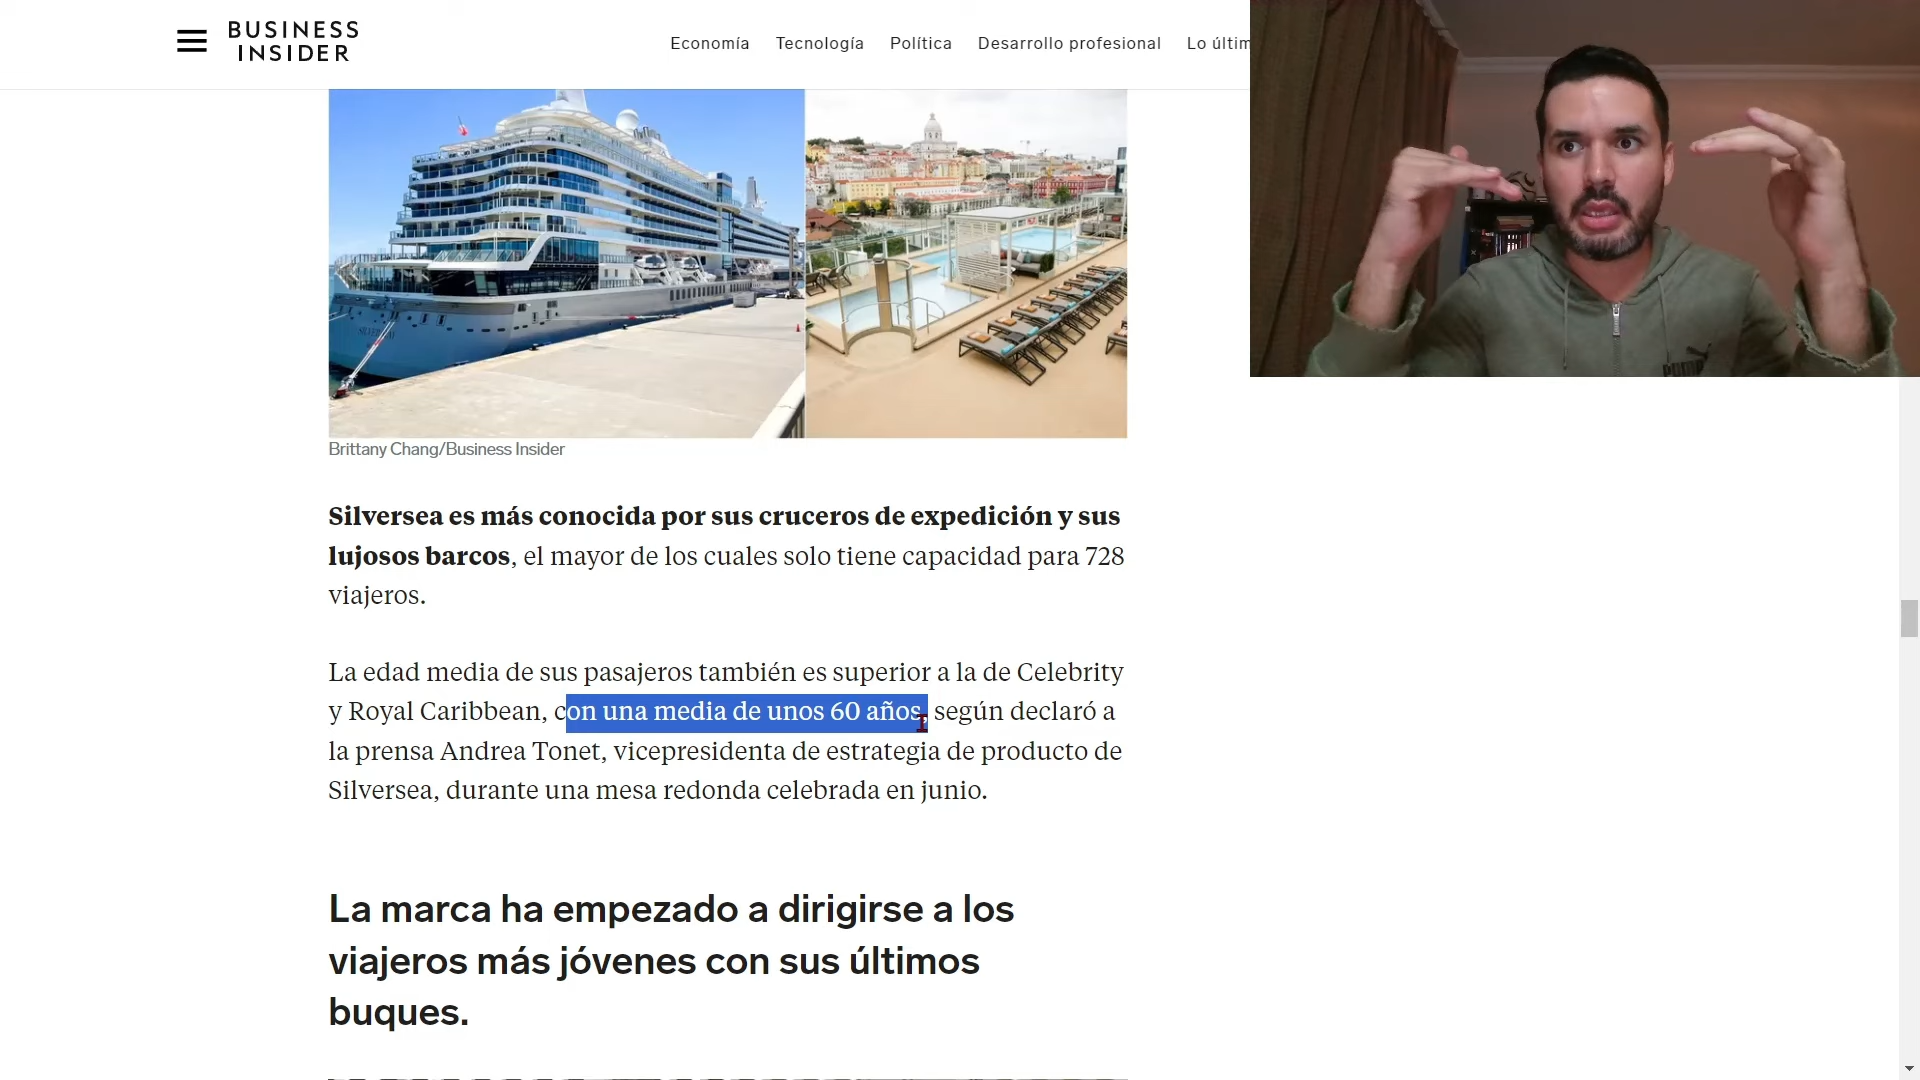 BUSINESS
INSIDER
Economía Tecnología Política Desarrollo profesional Lo últim
Brittany Chang/Business Insider
Silversea es más conocida por sus cruceros de expedición y sus
lujosos barcos, el mayor de los cuales solo tiene capacidad para 728
viajeros.
La edad media de sus pasajeros también es superior a la de Celebrity
y Royal Caribbean, con una media de unos 60 años, según declaró a
la prensa Andrea Tonet, vicepresidenta de estrategia de producto de
Silversea, durante una mesa redonda celebrada en junio.
La marca ha empezado a dirigirse a los
viajeros más jóvenes con sus últimos
buques.